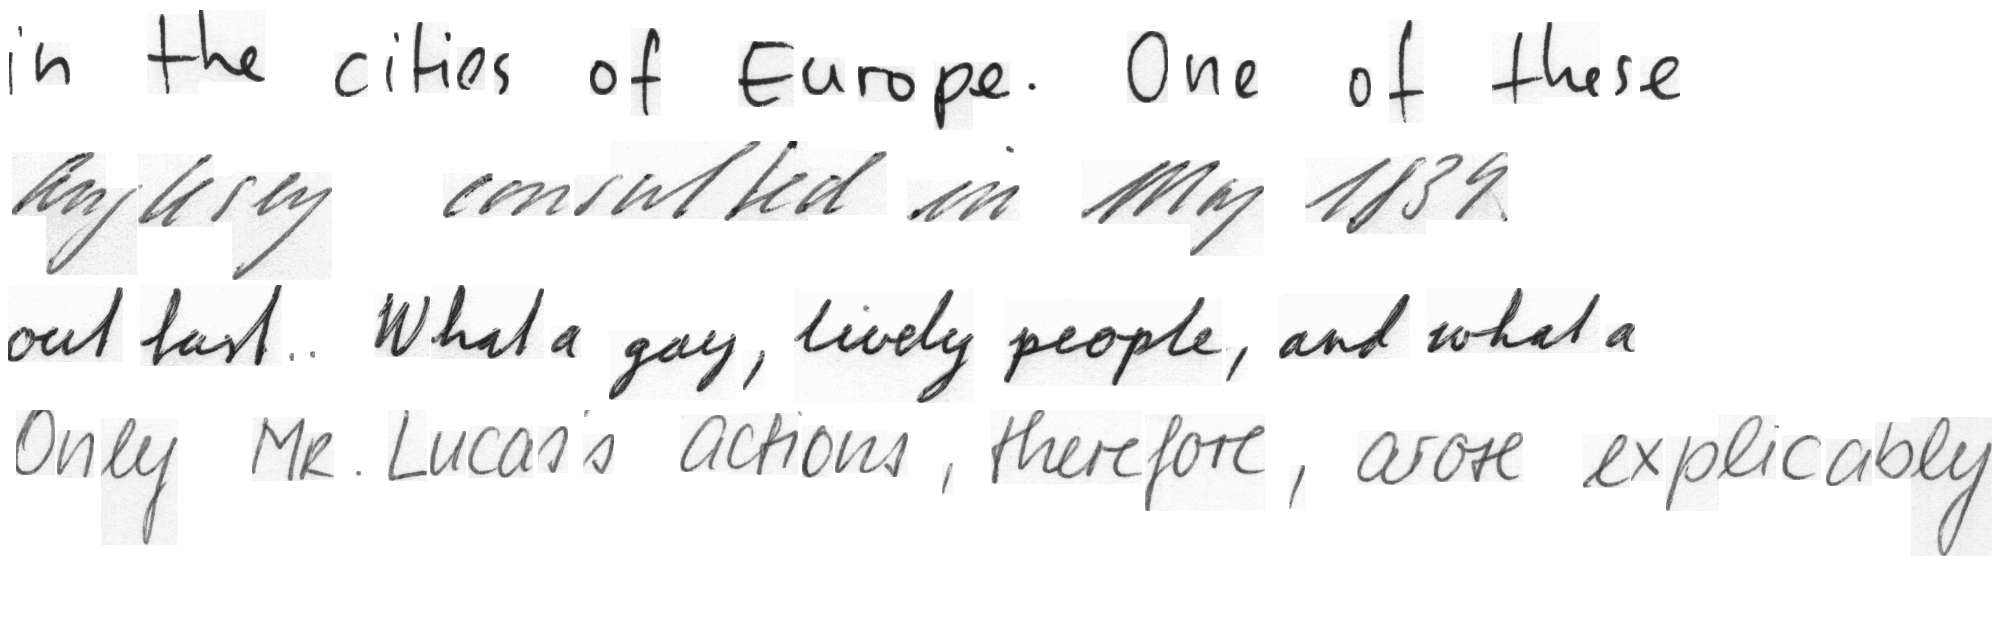 in the cities of Europe. One of these
Anglesey consulted in May 1839
out last.. What a gay, lively people, and what a
Only Mr. Lucas's actions, therefore, arose explicably